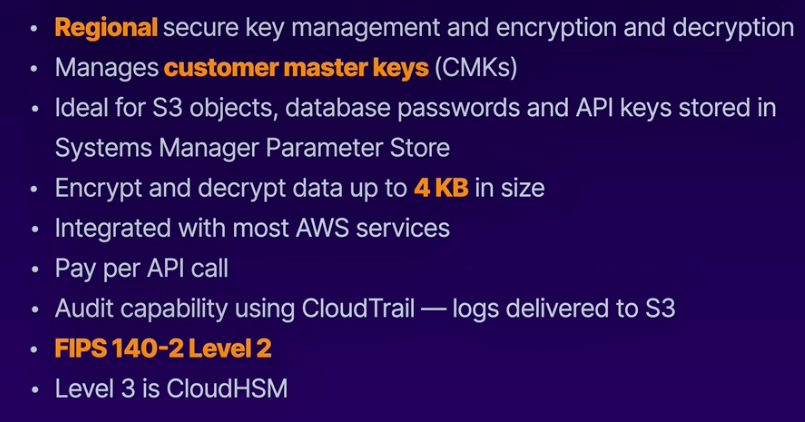 • Regional secure key management and encryption and decryption
• Manages customer master keys (CMKs)
• Ideal for S3 objects, database passwords and API keys stored in
Systems Manager Parameter Store
• Encrypt and decrypt data up to 4 KB in size
• Integrated with most AWS services
• Pay per API call
• Audit capability using CloudTrail — logs delivered to S3
• FIPS 140-2 Level 2
• Level 3 is CloudHSM